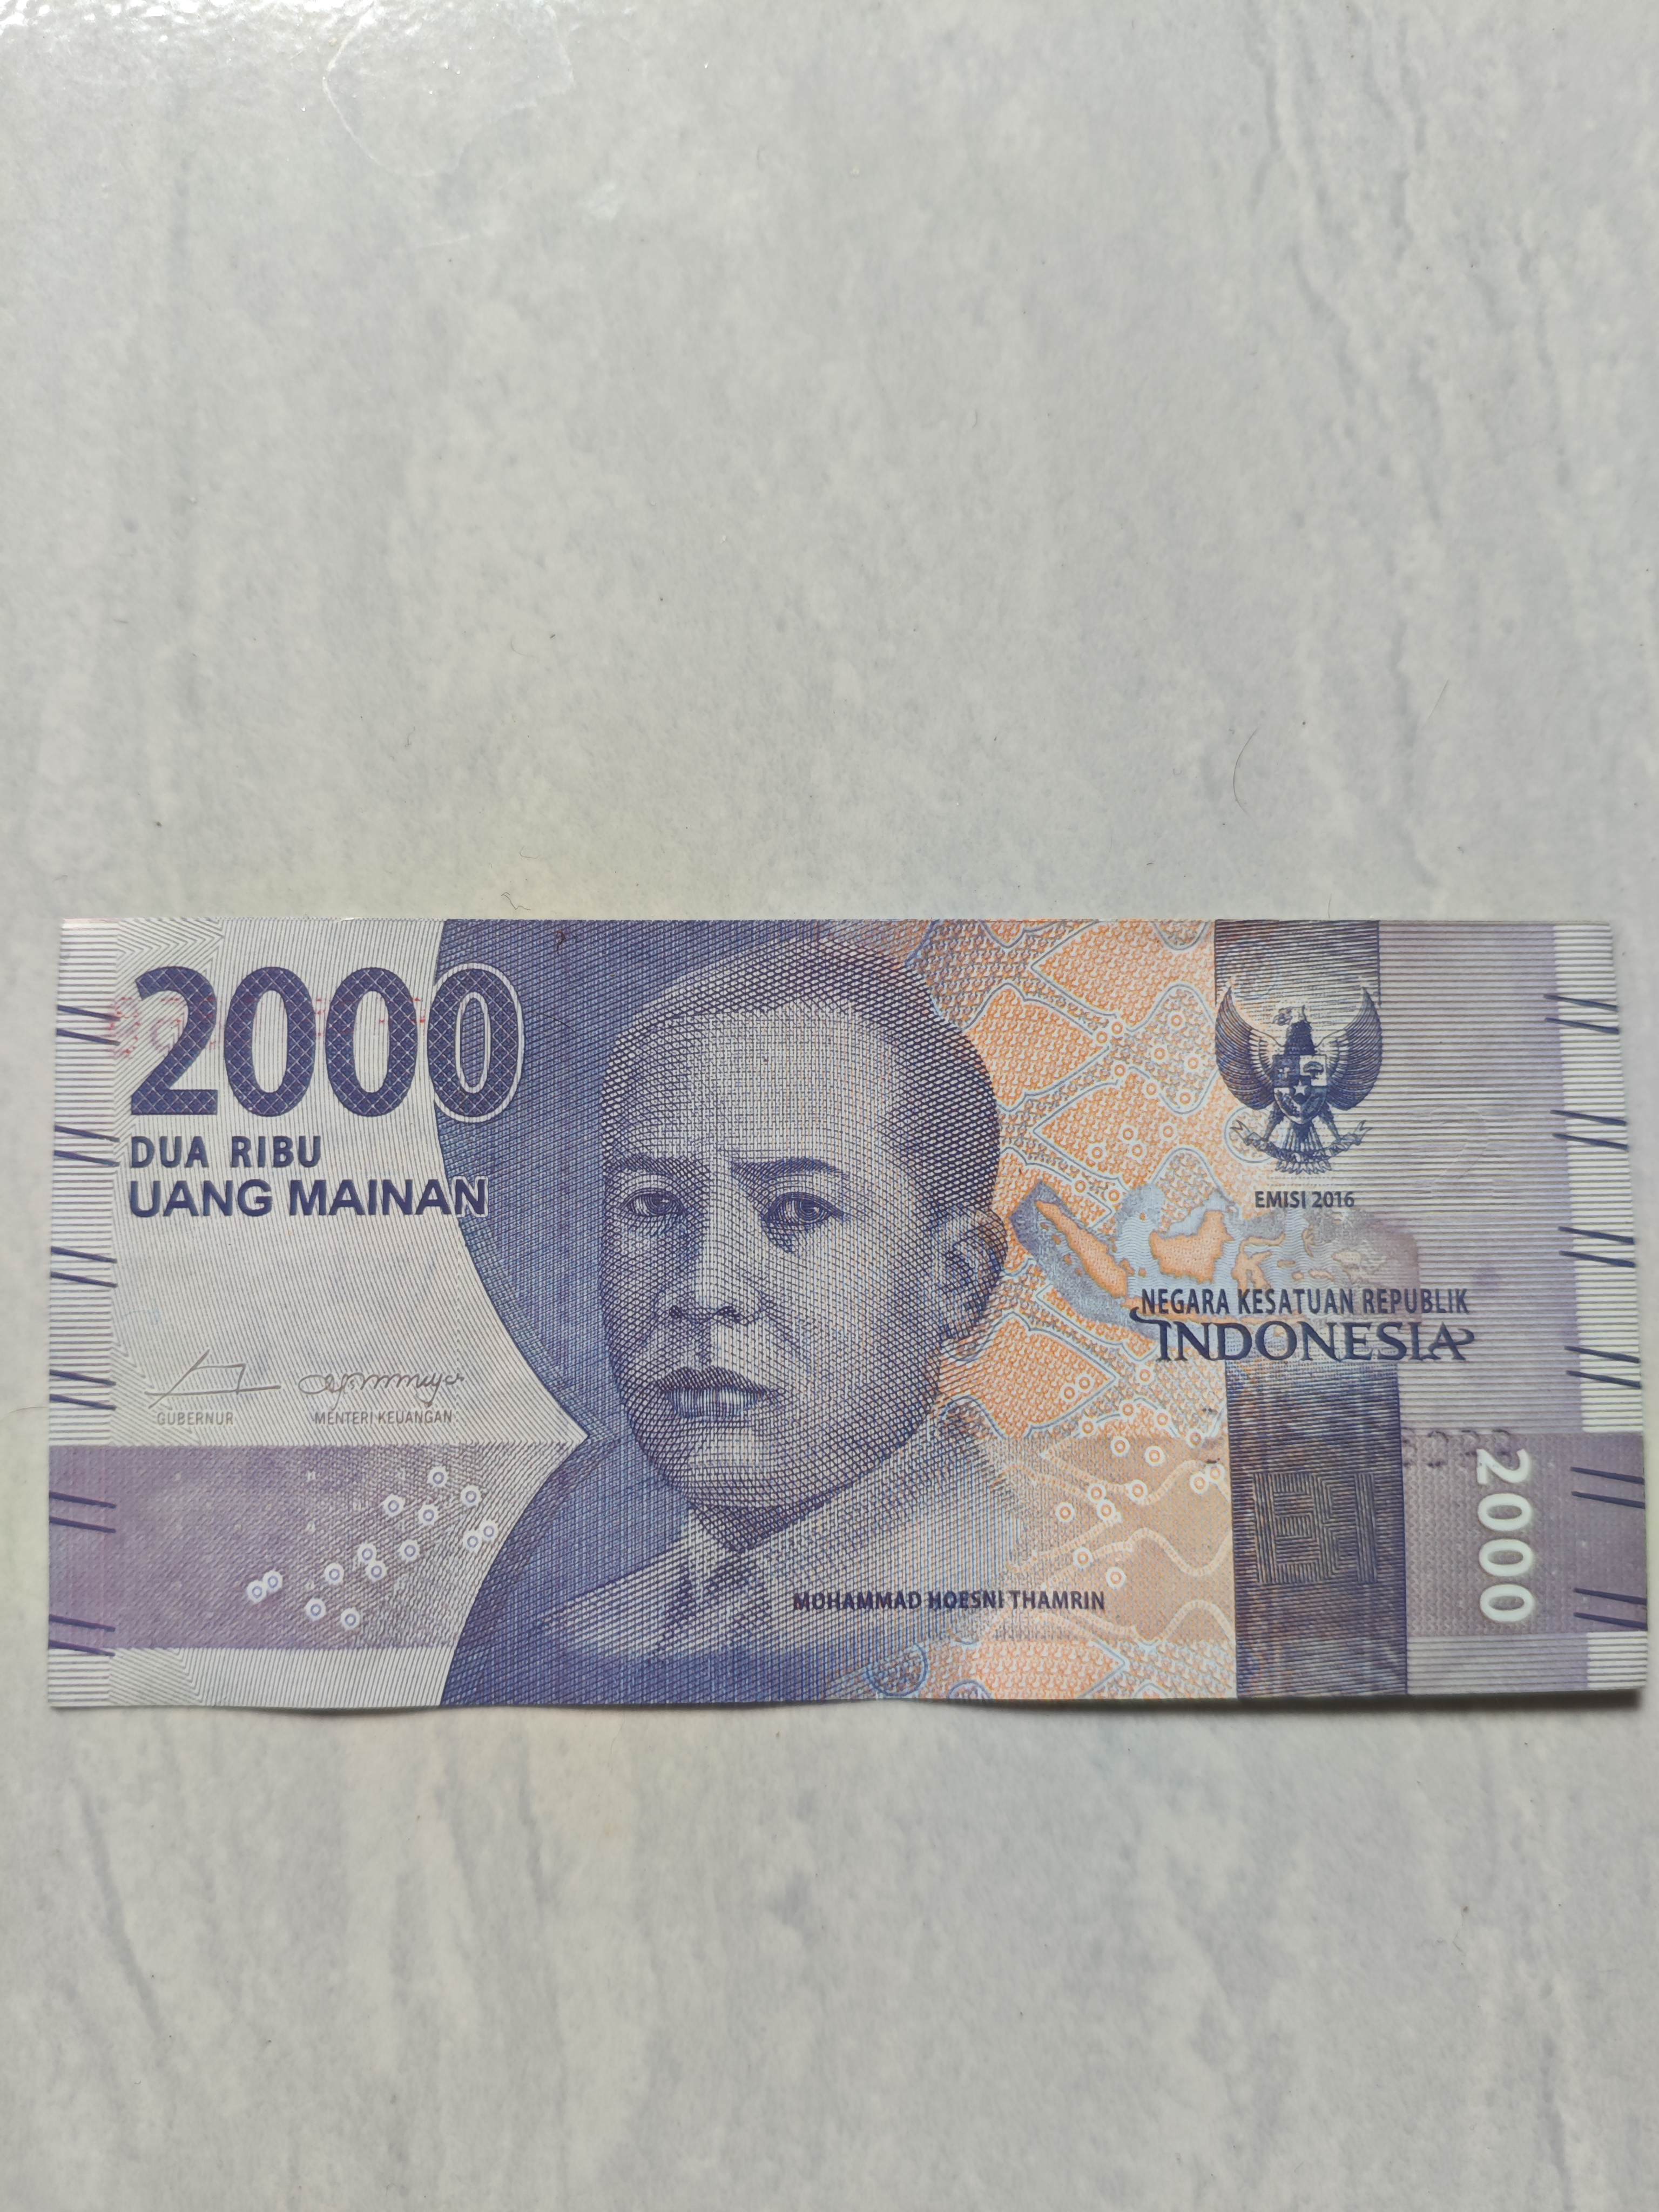 2000
DUA RIBU
UANG MAINAN
GUBERNUR
MENTERI KEUANGAN
MOHAMMAD HOESNI THAMRIN
EMISI 2016
NEGARA KESATUAN REPUBLIK
INDONESIA
2000